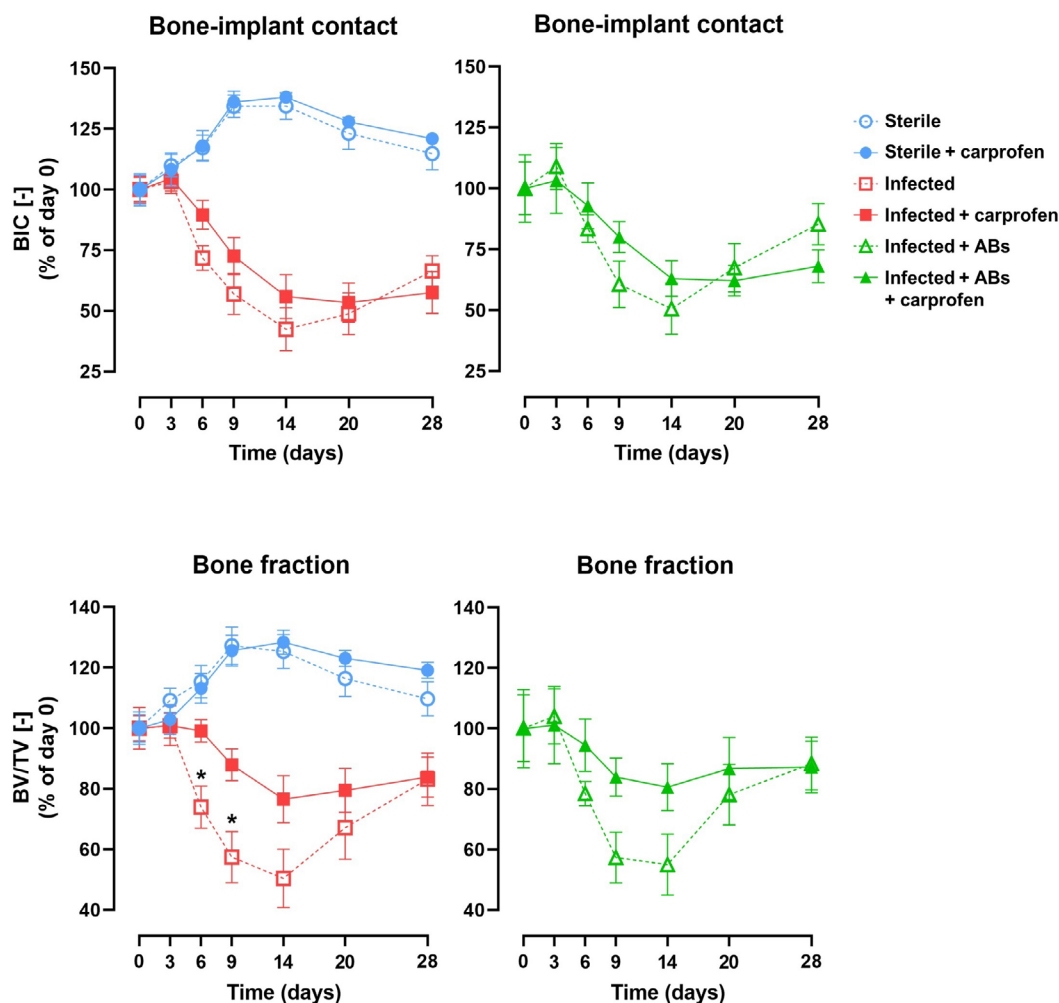 Bone-implant contact
BIC [-]
(% of day 0)
150
125
100
75
50
25
0 3 6 9 14 20 28
Time (days)
Bone-implant contact
150
125
100
75
50
25
0 3 6 9 14 20 28
Time (days)
Sterile
Sterile + carprofen
Infected
Infected + carprofen
Infected + ABs
Infected + ABs
+ carprofen
Bone fraction
BV/TV [-]
(% of day 0)
140
120
100
80
60
40
*
*
0 3 6 9 14 20 28
Time (days)
Bone fraction
140
120
100
80
60
40
0 3 6 9 14 20 28
Time (days)